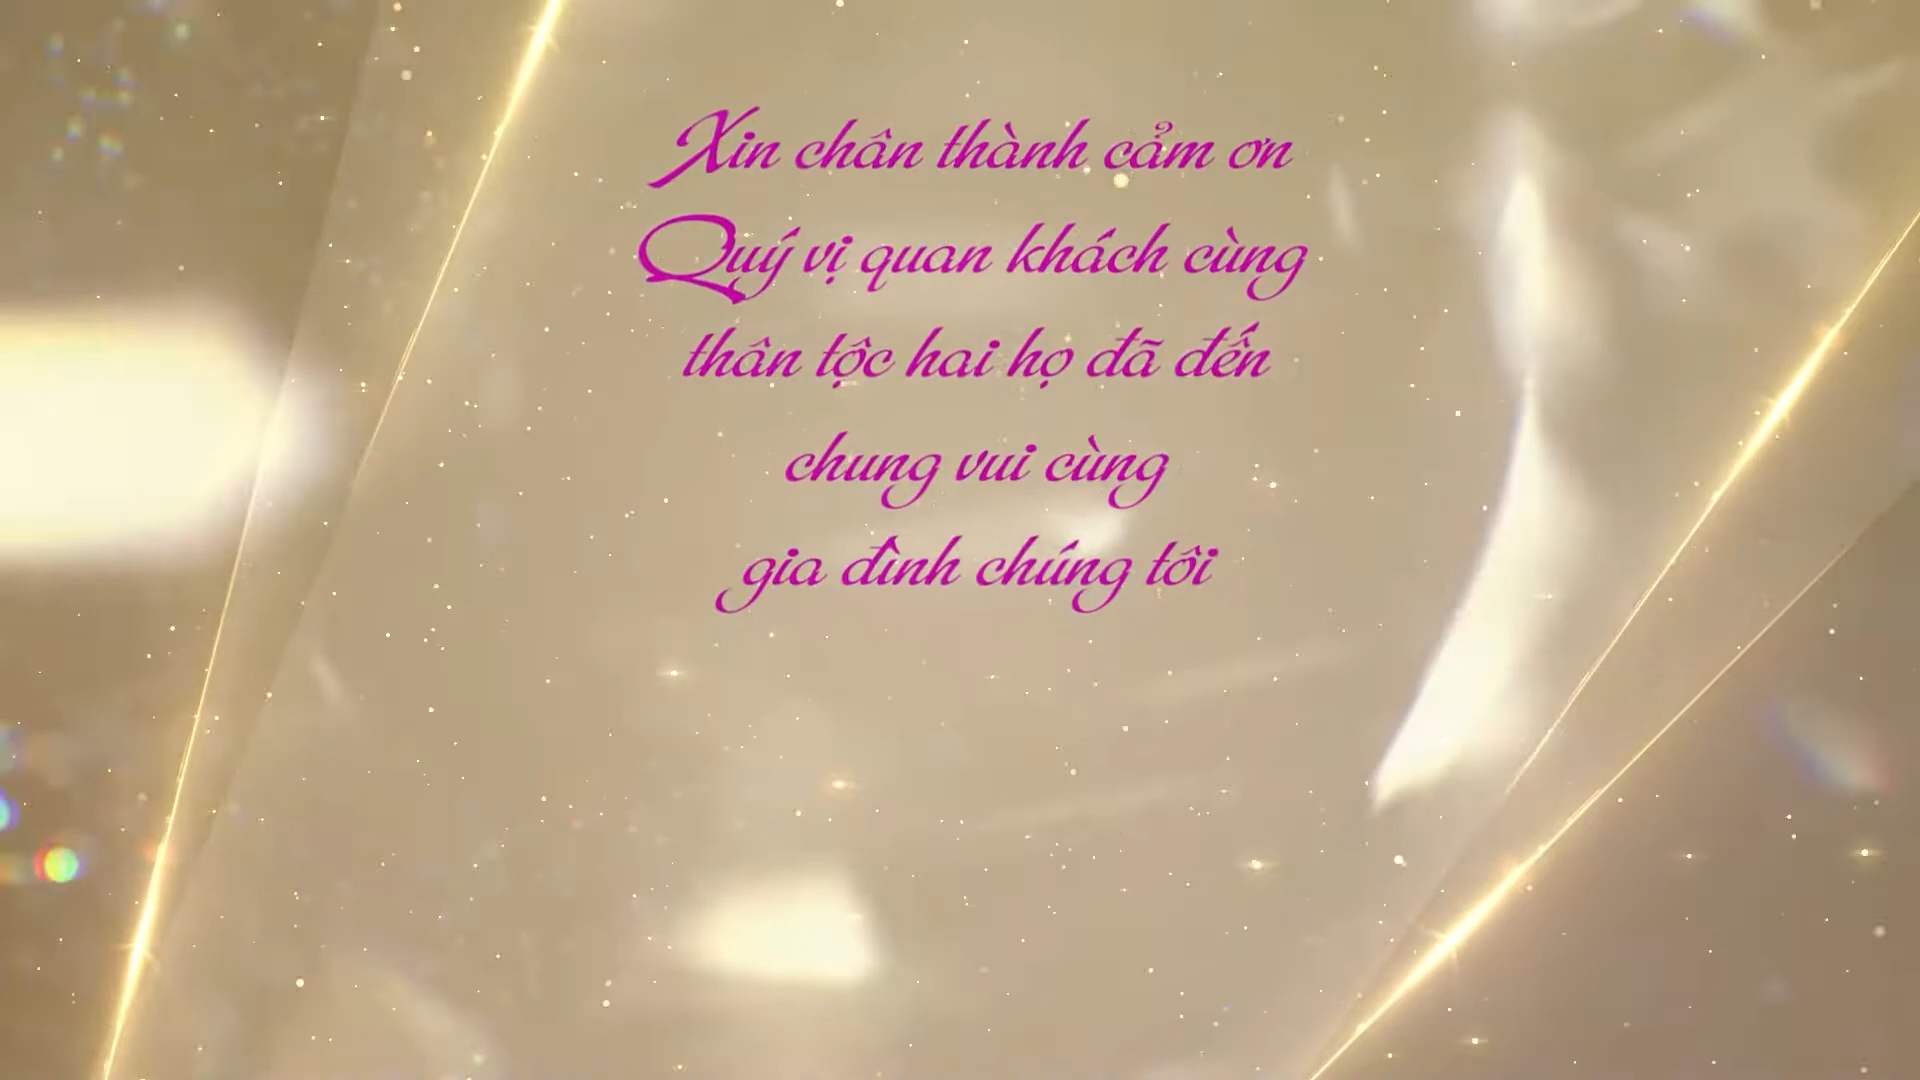 Xin chân thành cảm ơn
Quý vị quan khách cùng
thân tộc hai họ đã đến
chung vui cùng
gia đình chúng tôi